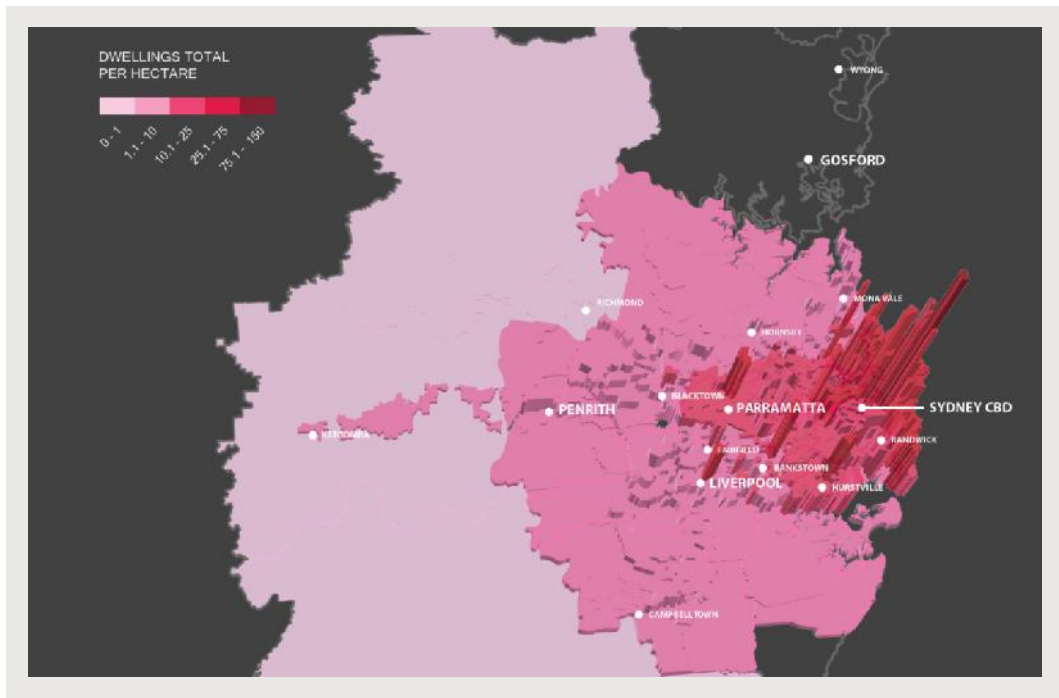 DWELLINGS TOTAL
PER HECTARE
0 - 1
1.1 - 10
10.1 - 25
25.1 - 75
75.1 - 150
WYONG
GOSFORD
RICHMOND
MONA VALE
HORNSBY
BLACKTOWN
PENRITH
PARRAMATTA
SYDNEY CBD
KATOOMBA
RANDWICK
FAIRFIELD
BANKSTOWN
LIVERPOOL
HURSTVILLE
CAMPBELLTOWN